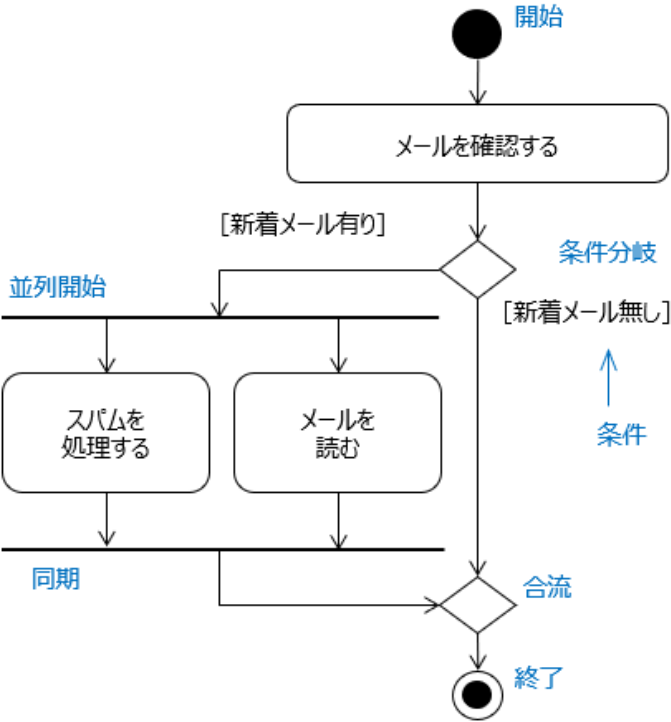 開始
メールを確認する
[新着メール有り]
条件分岐
並列開始
[新着メール無し]
条件
スパムを
処理する
メールを
読む
同期
合流
終了